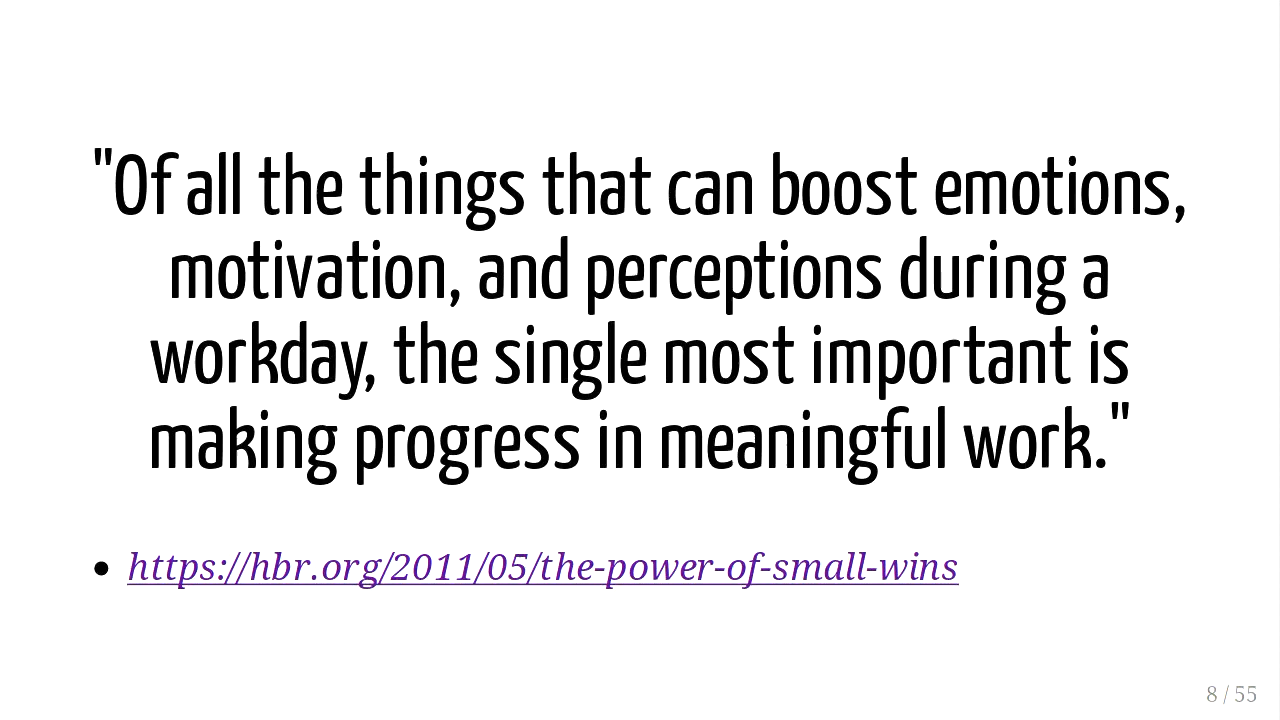 "Of all the things that can boost emotions,
motivation, and perceptions during a
workday, the single most important is
making progress in meaningful work."
• https://hbr.org/2011/05/the-power-of-small-wins
8 / 55